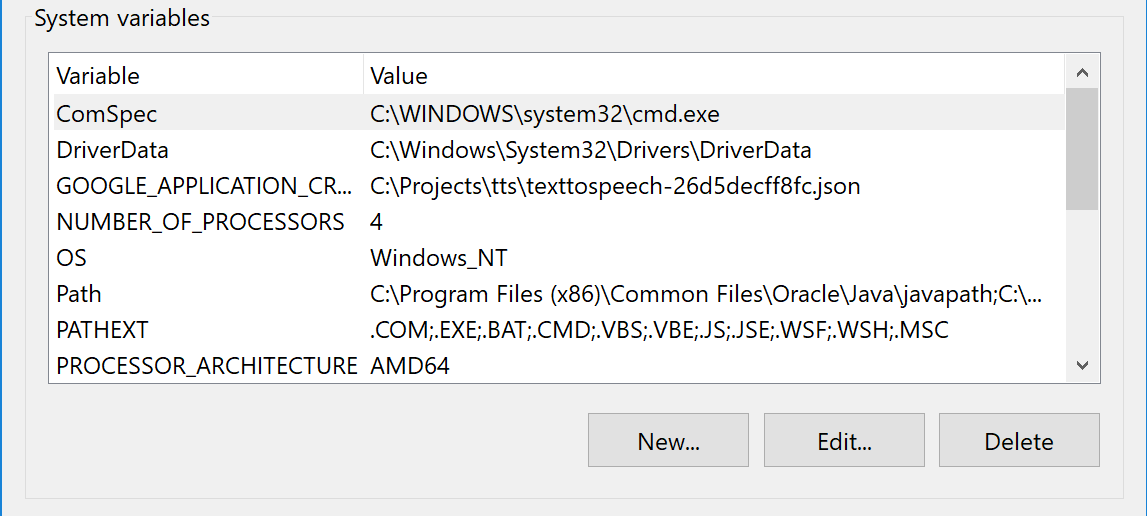 System variables
Variable Value
ComSpec C:\WINDOWS\system32\cmd.exe
DriverData C:\Windows\System32\Drivers\DriverData
GOOGLE_APPLICATION_CR... C:\Projects\tts\texttospeech-26d5decff8fc.json
NUMBER_OF_PROCESSORS 4
OS Windows_NT
Path C:\Program Files (x86)\Common Files\Oracle\Java\javapath;C:\...
PATHEXT .COM;.EXE;.BAT;.CMD;.VBS;.VBE;.JS;.JSE;.WSF;.WSH;.MSC
PROCESSOR_ARCHITECTURE AMD64
New... Edit... Delete